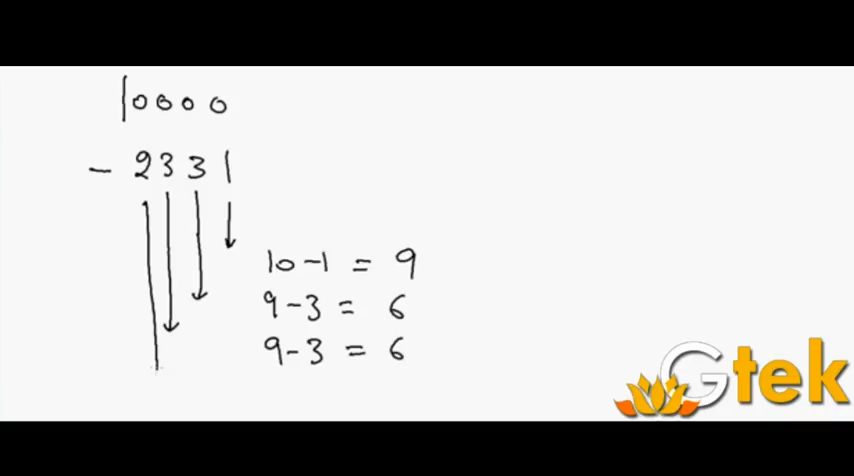 10000
- 2331
10 - 1 = 9
9 - 3 = 6
9 - 3 = 6
Gtek